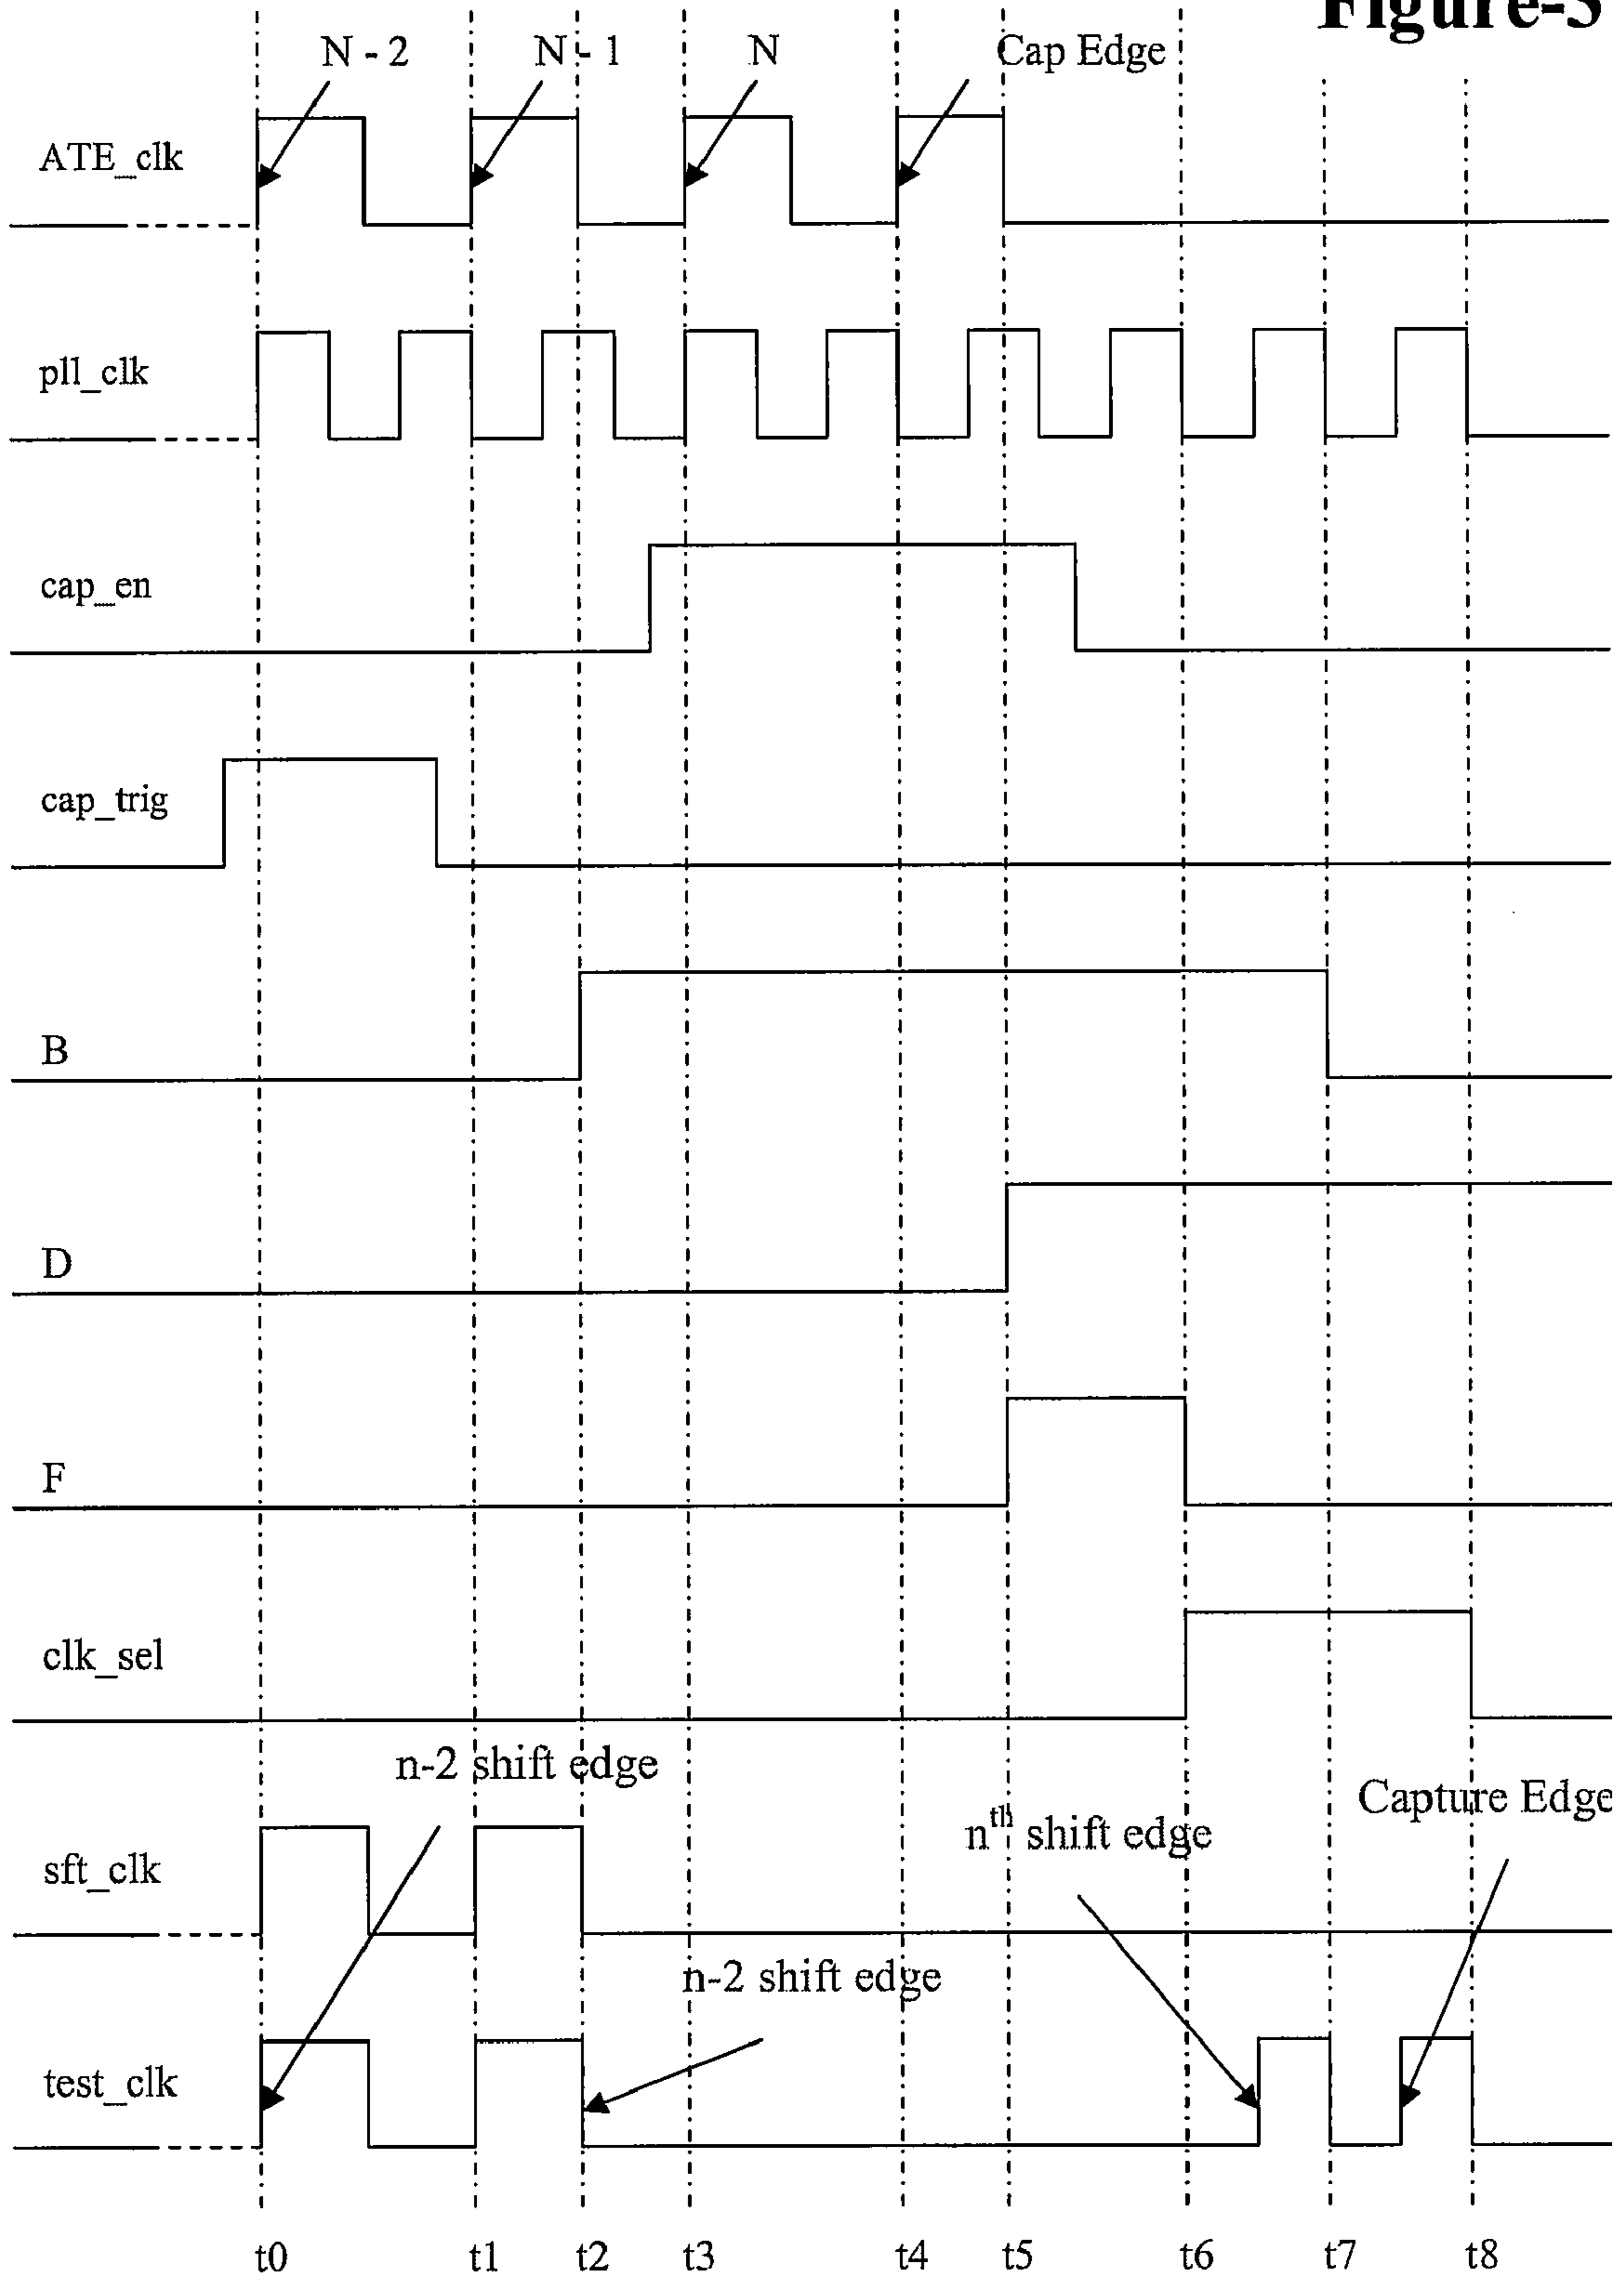 Figure-3
N - 2
N - 1
N
Cap Edge
ATE_clk
pll_clk
cap_en
cap_trig
B
D
F
clk_sel
n-2 shift edge
Capture Edge
nth shift edge
sft_clk
n-2 shift edge
test_clk
t0 t1 t2 t3 t4 t5 t6 t7 t8